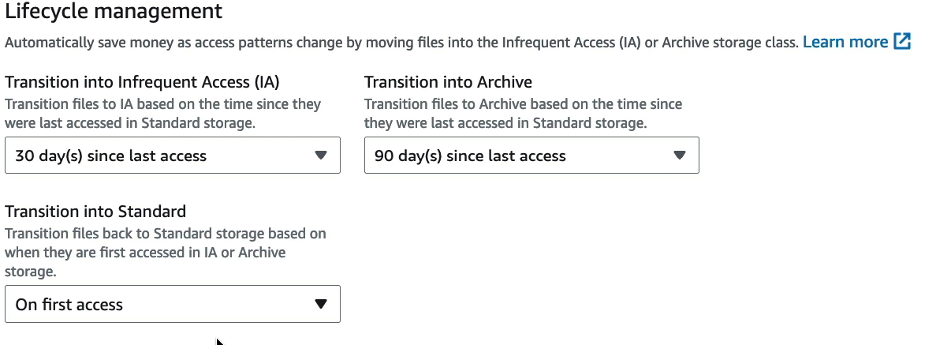 Lifecycle management
Automatically save money as access patterns change by moving files into the Infrequent Access (IA) or Archive storage class. Learn more
Transition into Infrequent Access (IA)
Transition files to IA based on the time since they
were last accessed in Standard storage.
30 day(s) since last access
Transition into Archive
Transition files to Archive based on the time since
they were last accessed in Standard storage.
90 day(s) since last access
Transition into Standard
Transition files back to Standard storage based on
when they are first accessed in IA or Archive
storage.
On first access